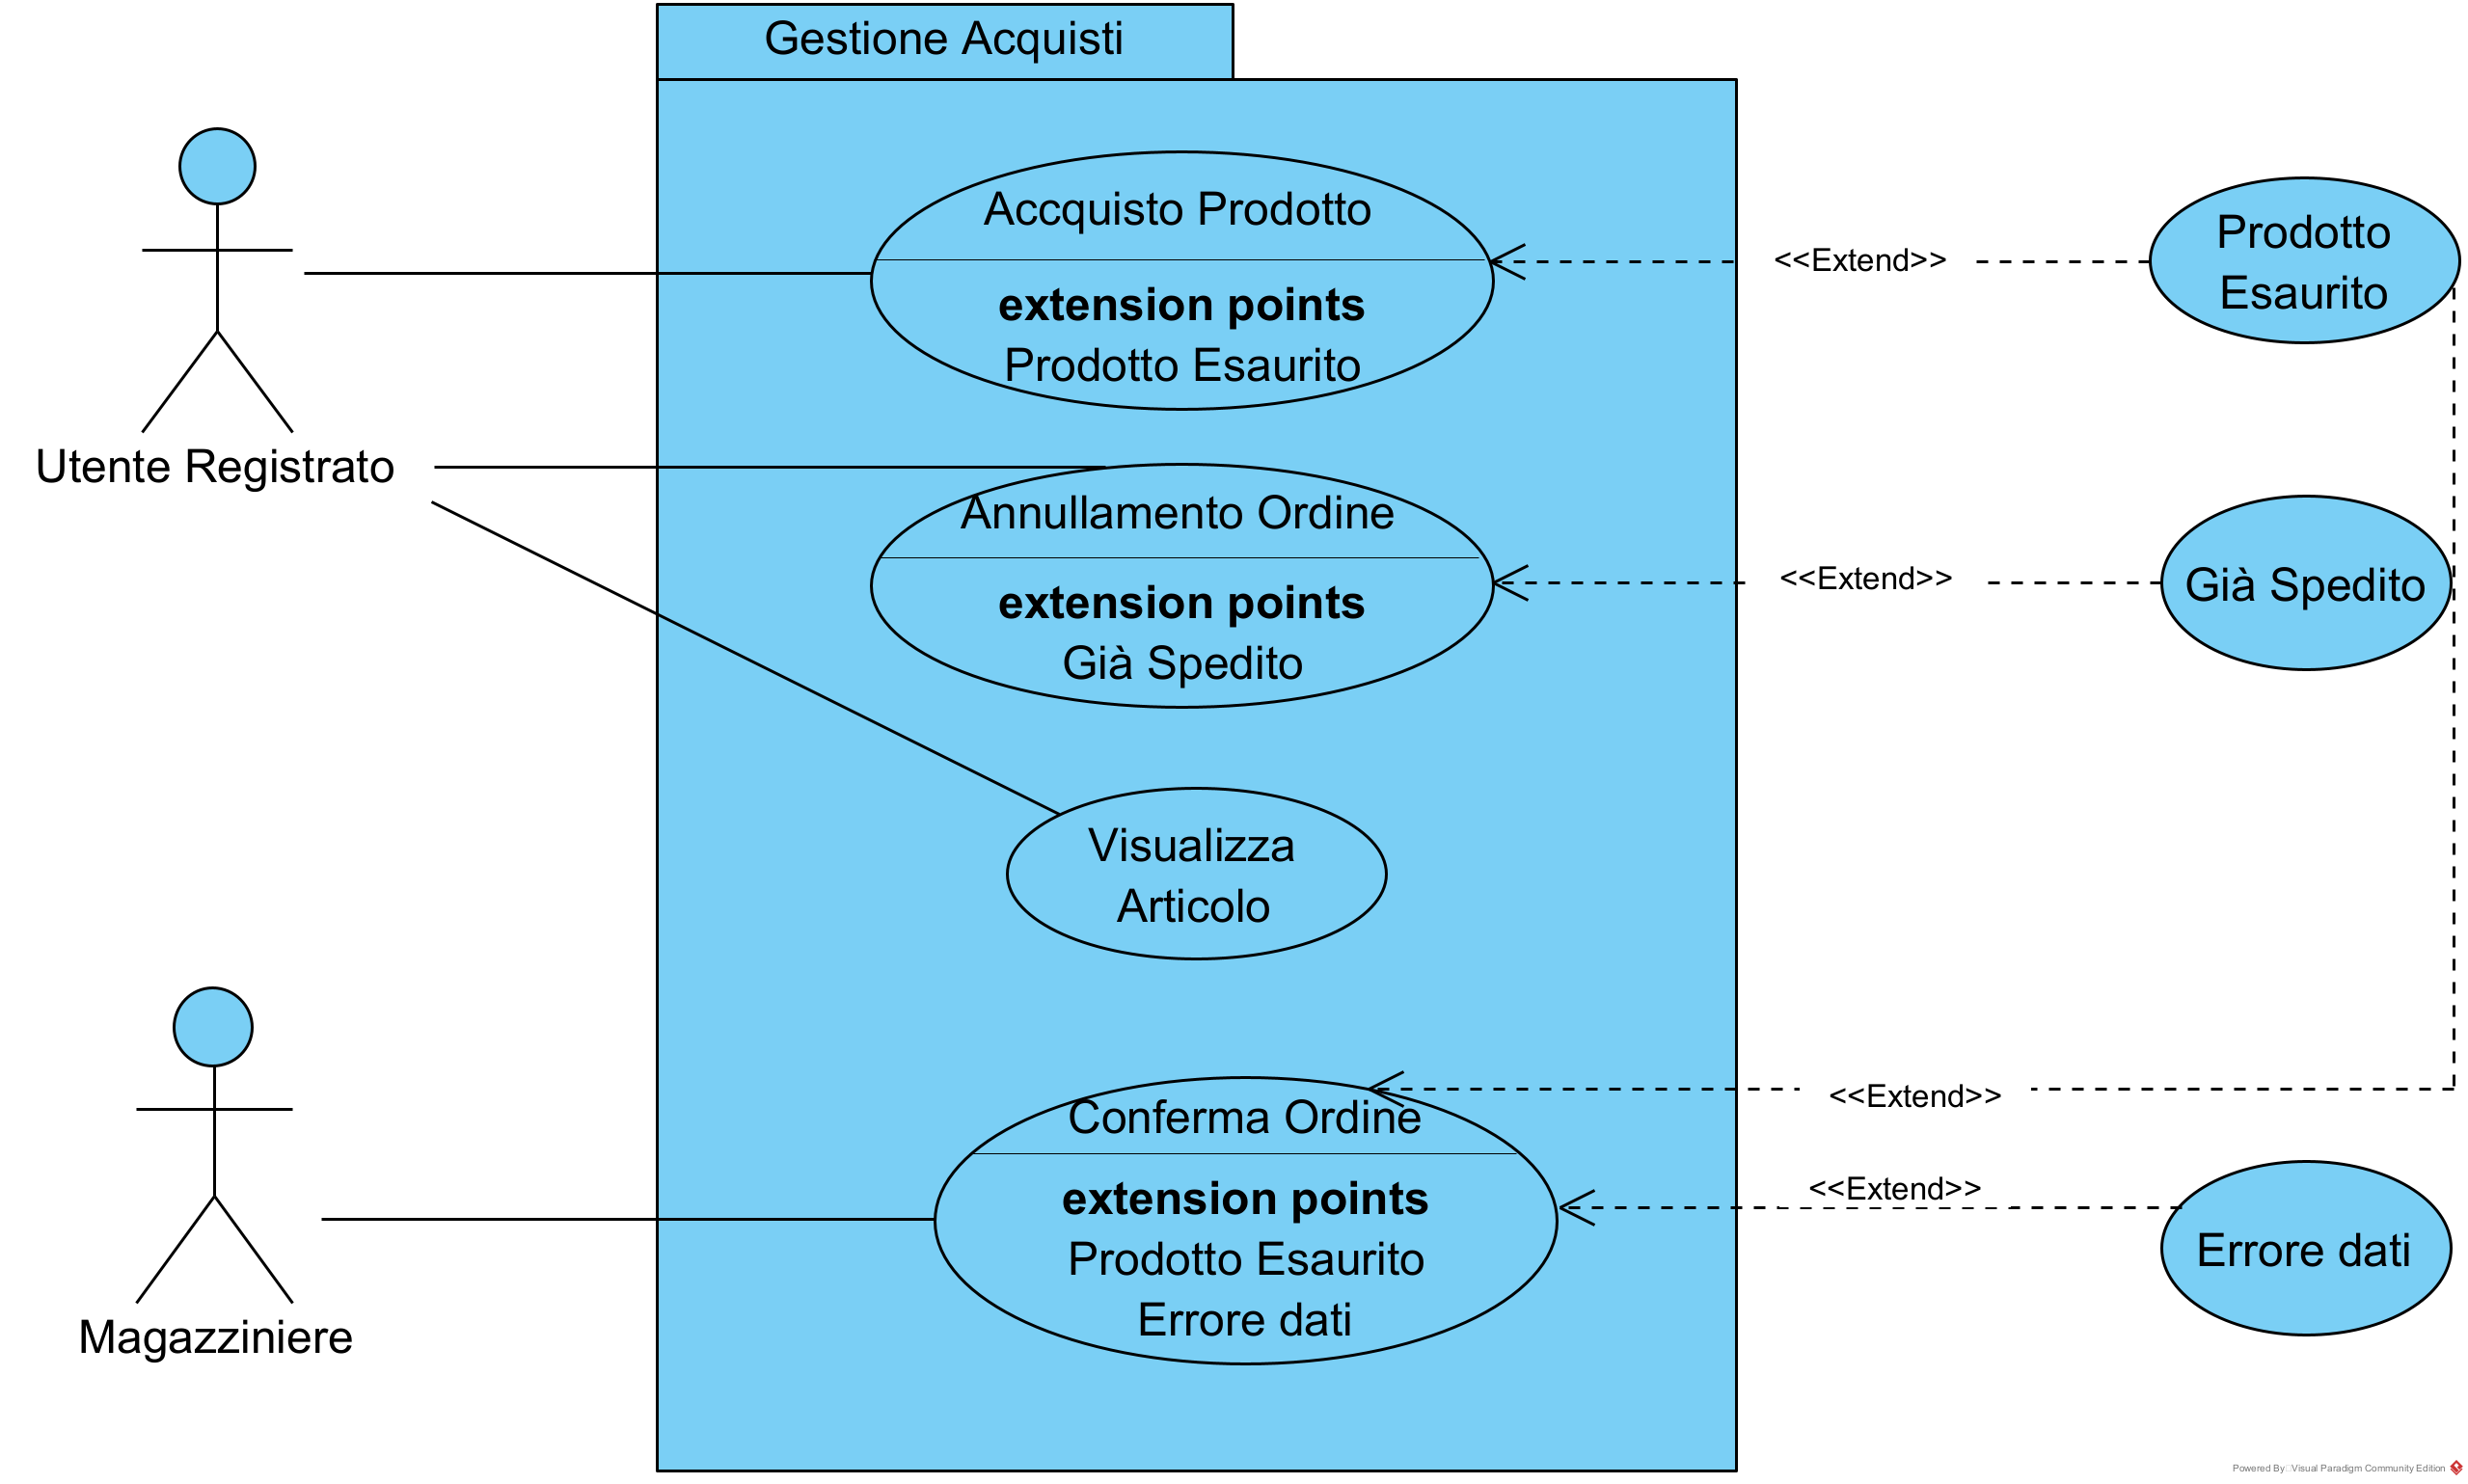 Gestione Acquisti
Accquisto Prodotto
extension points
Prodotto Esaurito
<<Extend>>
Prodotto
Esaurito
Utente Registrato
Annullamento Ordine
extension points
Già Spedito
<<Extend>>
Già Spedito
Visualizza
Articolo
<<Extend>>
Conferma Ordine
extension points
Prodotto Esaurito
Errore dati
<<Extend>>
Errore dati
Magazziniere
Powered By Visual Paradigm Community Edition